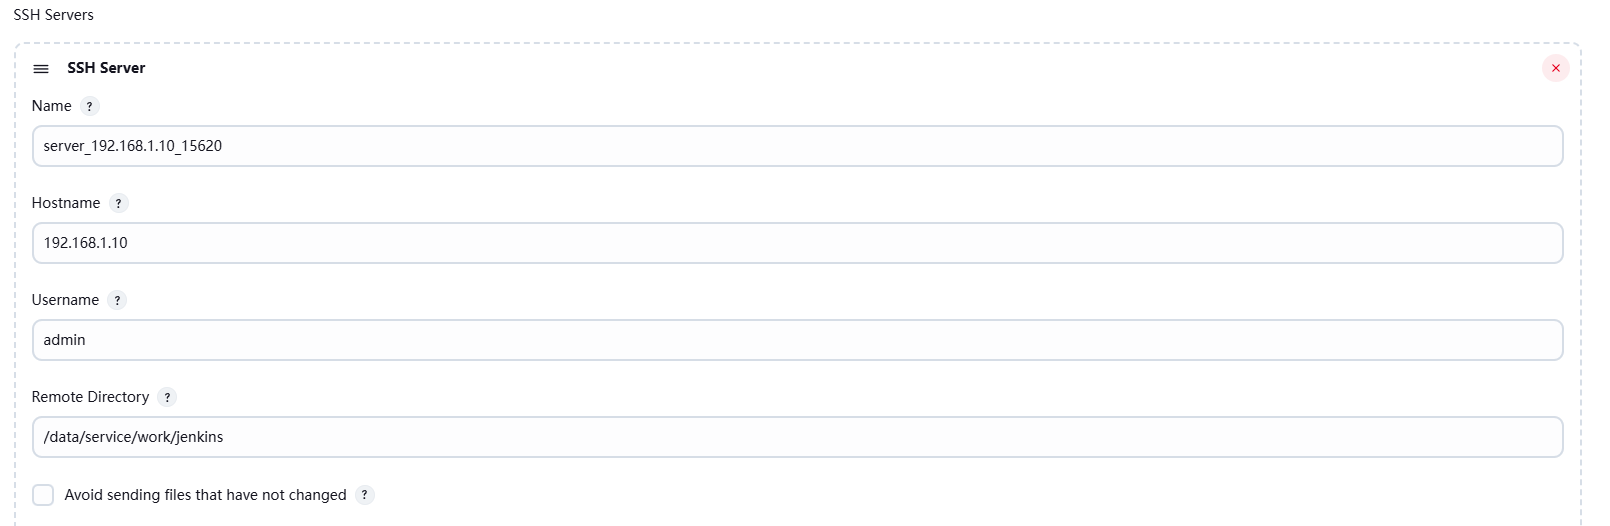 SSH Servers
SSH Server
Name ?
server_192.168.1.10_15620
Hostname ?
192.168.1.10
Username ?
admin
Remote Directory ?
/data/service/work/jenkins
Avoid sending files that have not changed ?